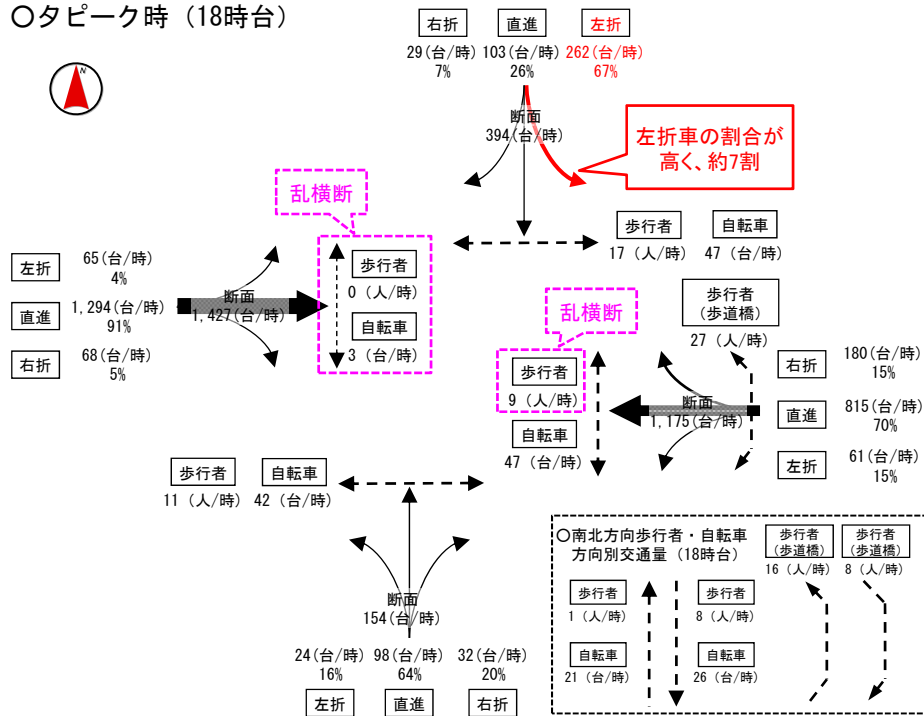 〇夕ピーク時（18時台）
N
右折 直進 左折
29(台/時) 103(台/時) 262(台/時)
7% 26% 67%
断面
394(台/時)
左折車の割合が
高く、約7割
乱横断
歩行者 自転車
17（人/時） 47（台/時）
左折 65(台/時)
4%
直進 1,294(台/時)
91%
右折 68(台/時)
5%
断面
1,427(台/時)
歩行者
0（人/時）
自転車
3（台/時）
歩行者
(歩道橋)
27（人/時）
乱横断
歩行者
9（人/時）
自転車
47（台/時）
断面
1,175(台/時)
右折 180(台/時)
15%
直進 815(台/時)
70%
左折 61(台/時)
15%
歩行者 自転車
11（人/時） 42（台/時）
断面
154(台/時)
24(台/時) 98(台/時) 32(台/時)
16% 64% 20%
左折 直進 右折
〇南北方向歩行者・自転車
方向別交通量（18時台）
歩行者
(歩道橋)
16（人/時）
歩行者
(歩道橋)
8（人/時）
歩行者
1（人/時）
歩行者
8（人/時）
自転車
21（台/時）
自転車
26（台/時）